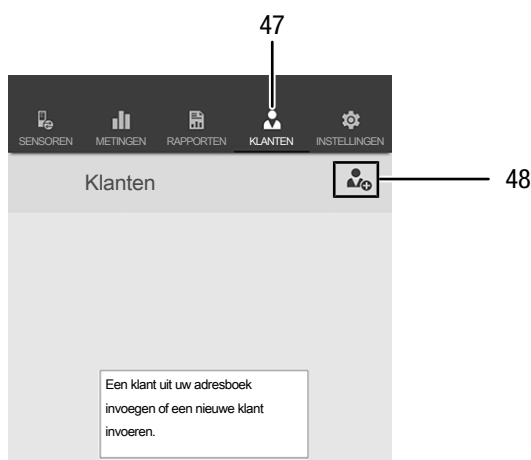 47
SENSOREN METINGEN RAPPORTEN KLANTEN INSTELLINGEN
Klanten
48
Een klant uit uw adresboek
invoegen of een nieuwe klant
invoeren.